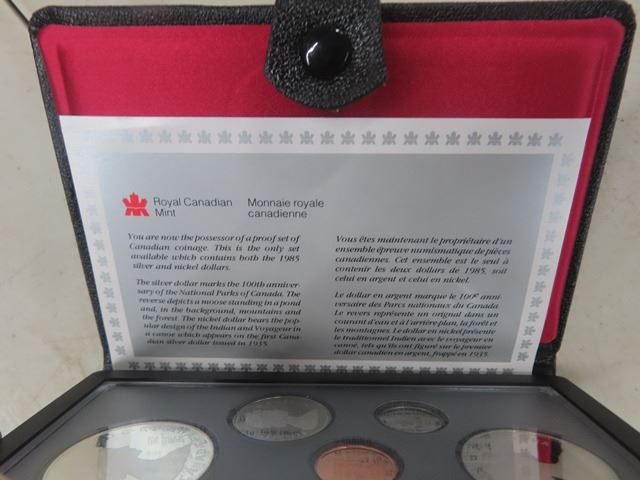 Royal Canadian
Mint
Monnaie royale
canadienne
You are now the possessor of a proof set of
Canadian coinage. This is the only set
available which contains both the 1985
silver and nickel dollars.
The silver dollar marks the 100th anniver-
sary of the National Parks of Canada. The
reverse depicts a moose standing in a pond
and, in the background, mountains and
the forest. The nickel dollar bears the pop-
ular design of the Indian and Voyageur in
a canoe which appears on the first Cana-
dian silver dollar issued in 1935.
Vous êtes maintenant le propriétaire d'un
ensemble épreuve numismatique de pièces
canadiennes. Cet ensemble est le seul à
contenir les deux dollars de 1985, soit
celui en argent et celui en nickel.
Le dollar en argent marque le 100e anni-
versaire des Parcs nationaux du Canada.
Le revers représente un orignal dans un
courant d'eau et à l'arrière-plan, la forêt et
les montagnes. Le dollar en nickel présente
le traditionnel Indien avec le voyageur en
canoë, tels qu'ils ont figuré sur le premier
dollar canadien en argent, frappé en 1935.